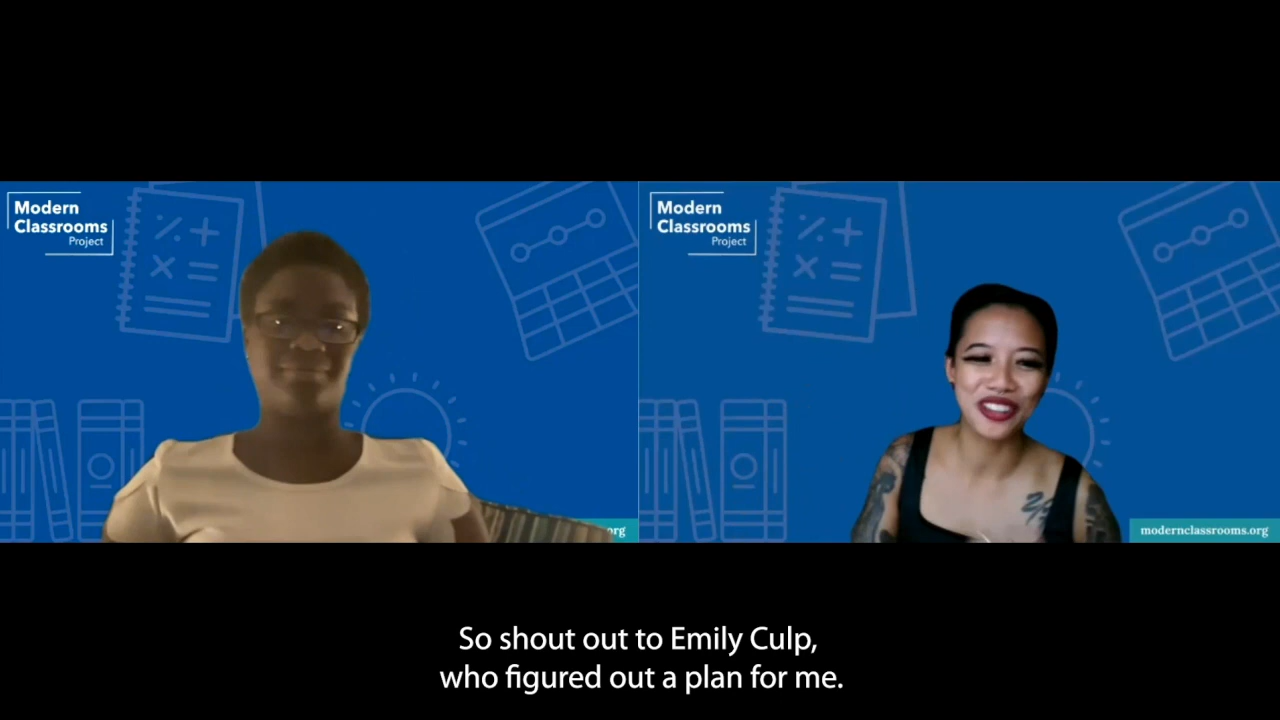 Modern
Classrooms
Project
Modern
Classrooms
Project
org
modernclassrooms.org
So shout out to Emily Culp,
who figured out a plan for me.